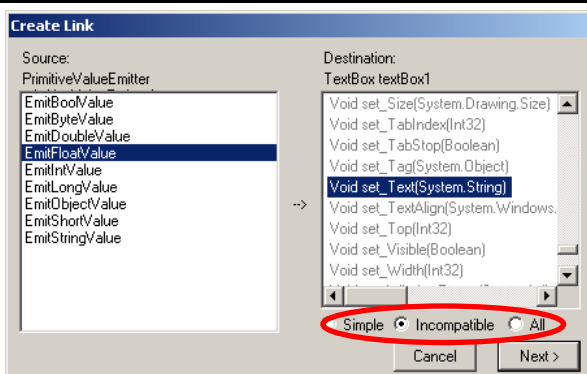 Create Link
Source:
PrimitiveValueEmitter
EmitBoolValue
EmitByteValue
EmitDoubleValue
EmitFloatValue
EmitIntValue
EmitLongValue
EmitObjectValue
EmitShortValue
EmitStringValue
-->
Destination:
TextBox textBox1
Void set_Size(System.Drawing.Size)
Void set_TabIndex(Int32)
Void set_TabStop(Boolean)
Void set_Tag(System.Object)
Void set_Text(System.String)
Void set_TextAlign(System.Windows.
Void set_Top(Int32)
Void set_Visible(Boolean)
Void set_Width(Int32)
Simple Incompatible All
Cancel Next >